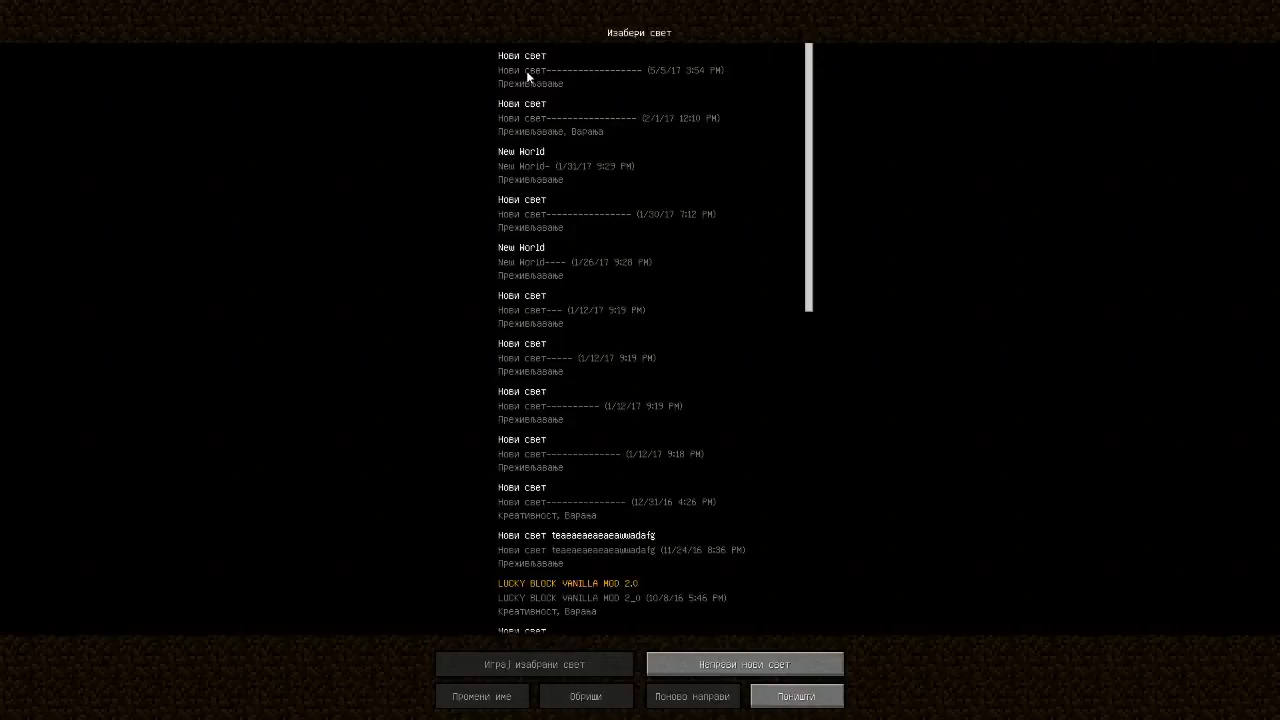 Изабери свет
Нови свет
Нови свет------------------ (5/5/17 3:54 PM)
Преживљавање
Нови свет
Нови свет----------------- (2/1/17 12:10 PM)
Преживљавање, Варања
New World
New World- (1/31/17 9:29 PM)
Преживљавање
Нови свет
Нови свет---------------- (1/30/17 7:12 PM)
Преживљавање
New World
New World---- (1/26/17 9:28 PM)
Преживљавање
Нови свет
Нови свет--- (1/12/17 9:19 PM)
Преживљавање
Нови свет
Нови свет----- (1/12/17 9:19 PM)
Преживљавање
Нови свет
Нови свет---------- (1/12/17 9:19 PM)
Преживљавање
Нови свет
Нови свет-------------- (1/12/17 9:18 PM)
Преживљавање
Нови свет
Нови свет--------------- (12/31/16 4:26 PM)
Креативност, Варања
Нови свет teaeaeaeaeaeawwadafg
Нови свет teaeaeaeaeaeawwadafg (11/24/16 8:36 PM)
Преживљавање
LUCKY BLOCK VANILLA MOD 2.0
LUCKY BLOCK VANILLA MOD 2_0 (10/8/16 5:46 PM)
Креативност, Варања
Нови свет
Играј изабрани свет
Направи нови свет
Промени име
Обриши
Поново направи
Поништи